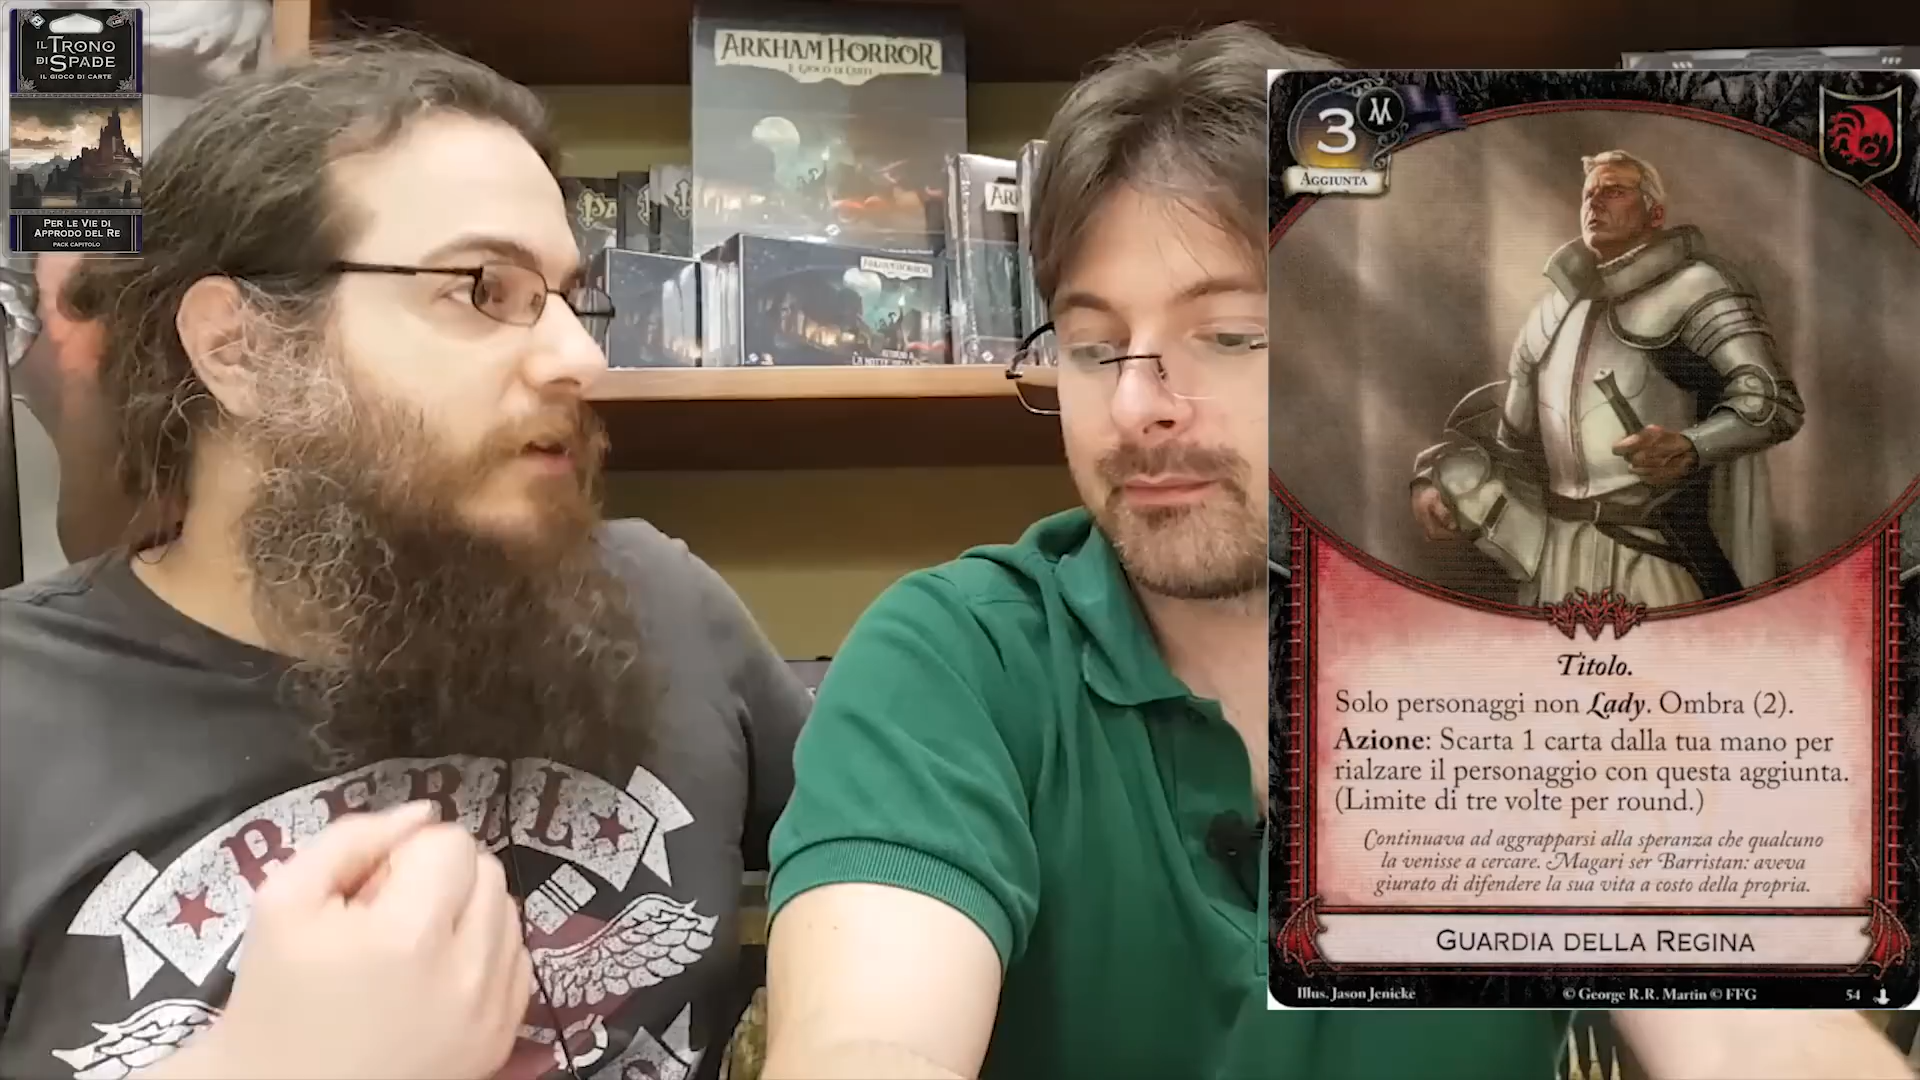 IL TRONO
DI SPADE
IL GIOCO DI CARTE
PER LE VIE DI
APPRODO DEL RE
PACK CAPITOLO
ARKHAM HORROR
IL GIOCO DI CARTE
ARKHAM HORROR
REBEL
3
AGGIUNTA
Titolo.
Solo personaggi non Lady. Ombra (2).
Azione: Scarta 1 carta dalla tua mano per
rialzare il personaggio con questa aggiunta.
(Limite di tre volte per round.)
Continuava ad aggrapparsi alla speranza che qualcuno
la venisse a cercare. Magari ser Barristan: aveva
giurato di difendere la sua vita a costo della propria.
GUARDIA DELLA REGINA
Illus. Jason Jenicke
© George R.R. Martin © FFG
54